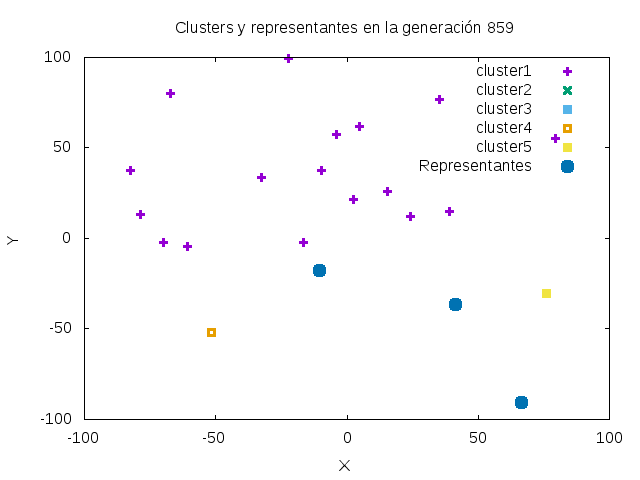 Clusters y representantes en la generación 859
cluster1
cluster2
cluster3
cluster4
cluster5
Representantes
100
50
0
-50
-100
Y
-100
-50
0
50
100
X